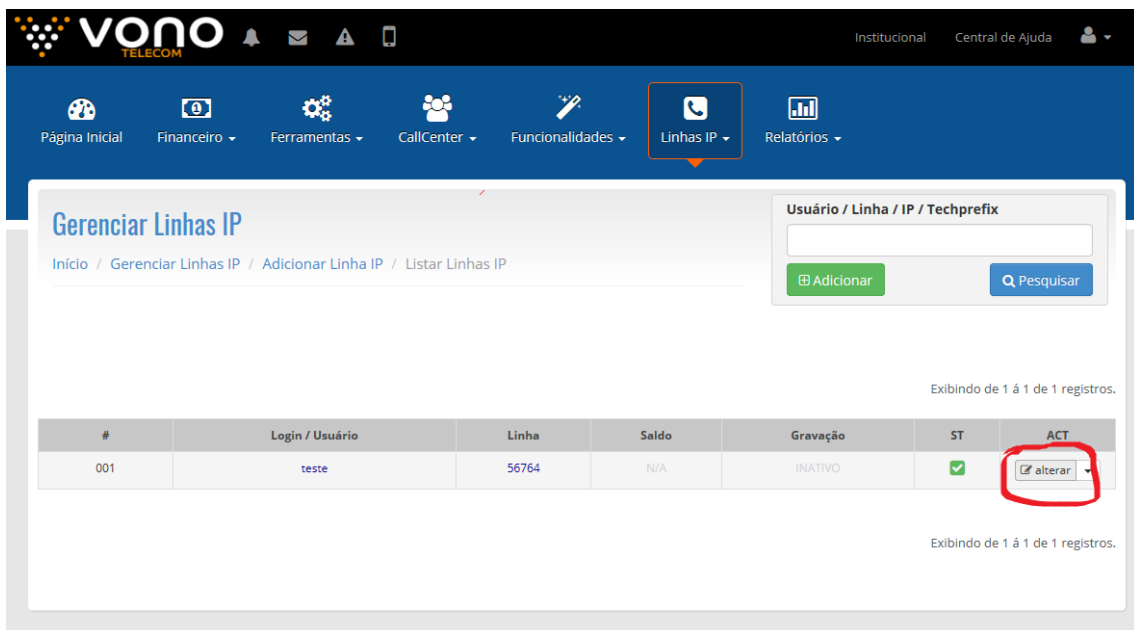 VONO
TELECOM
Institucional Central de Ajuda
Página Inicial Financeiro Ferramentas CallCenter Funcionalidades Linhas IP Relatórios
Gerenciar Linhas IP
Início / Gerenciar Linhas IP / Adicionar Linha IP / Listar Linhas IP
Usuário / Linha / IP / Techprefix
Adicionar Pesquisar
Exibindo de 1 á 1 de 1 registros.
# Login / Usuário Linha Saldo Gravação ST ACT
001 teste 56764 N/A INATIVO alterar
Exibindo de 1 á 1 de 1 registros.